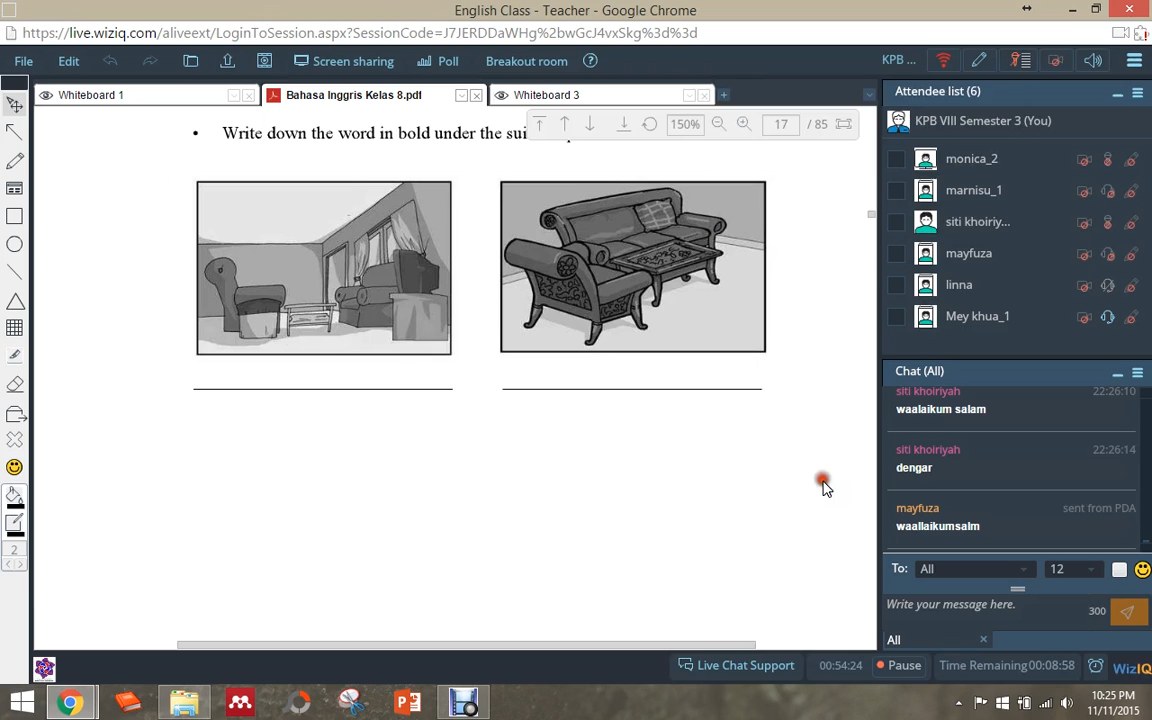 English Class - Teacher - Google Chrome
https://live.wiziq.com/aliveext/LoginToSession.aspx?SessionCode=J7JERDDaWHg%2bwGcJ4vxSkg%3d%3d
File Edit Screen sharing Poll Breakout room ? KPB ...
Whiteboard 1 Bahasa Inggris Kelas 8.pdf Whiteboard 3
• Write down the word in bold under the sui
150% 17 / 85
2
Attendee list (6)
KPB VIII Semester 3 (You)
monica_2
marnisu_1
siti khoiriy...
mayfuza
linna
Mey khua_1
Chat (All)
siti khoiriyah 22:26:10
waalaikum salam
siti khoiriyah 22:26:14
dengar
mayfuza sent from PDA
waallaikumsalm
To: All 12
Write your message here. 300
All
Live Chat Support 00:54:24 Pause Time Remaining 00:08:58 WizIQ
10:25 PM
11/11/2015